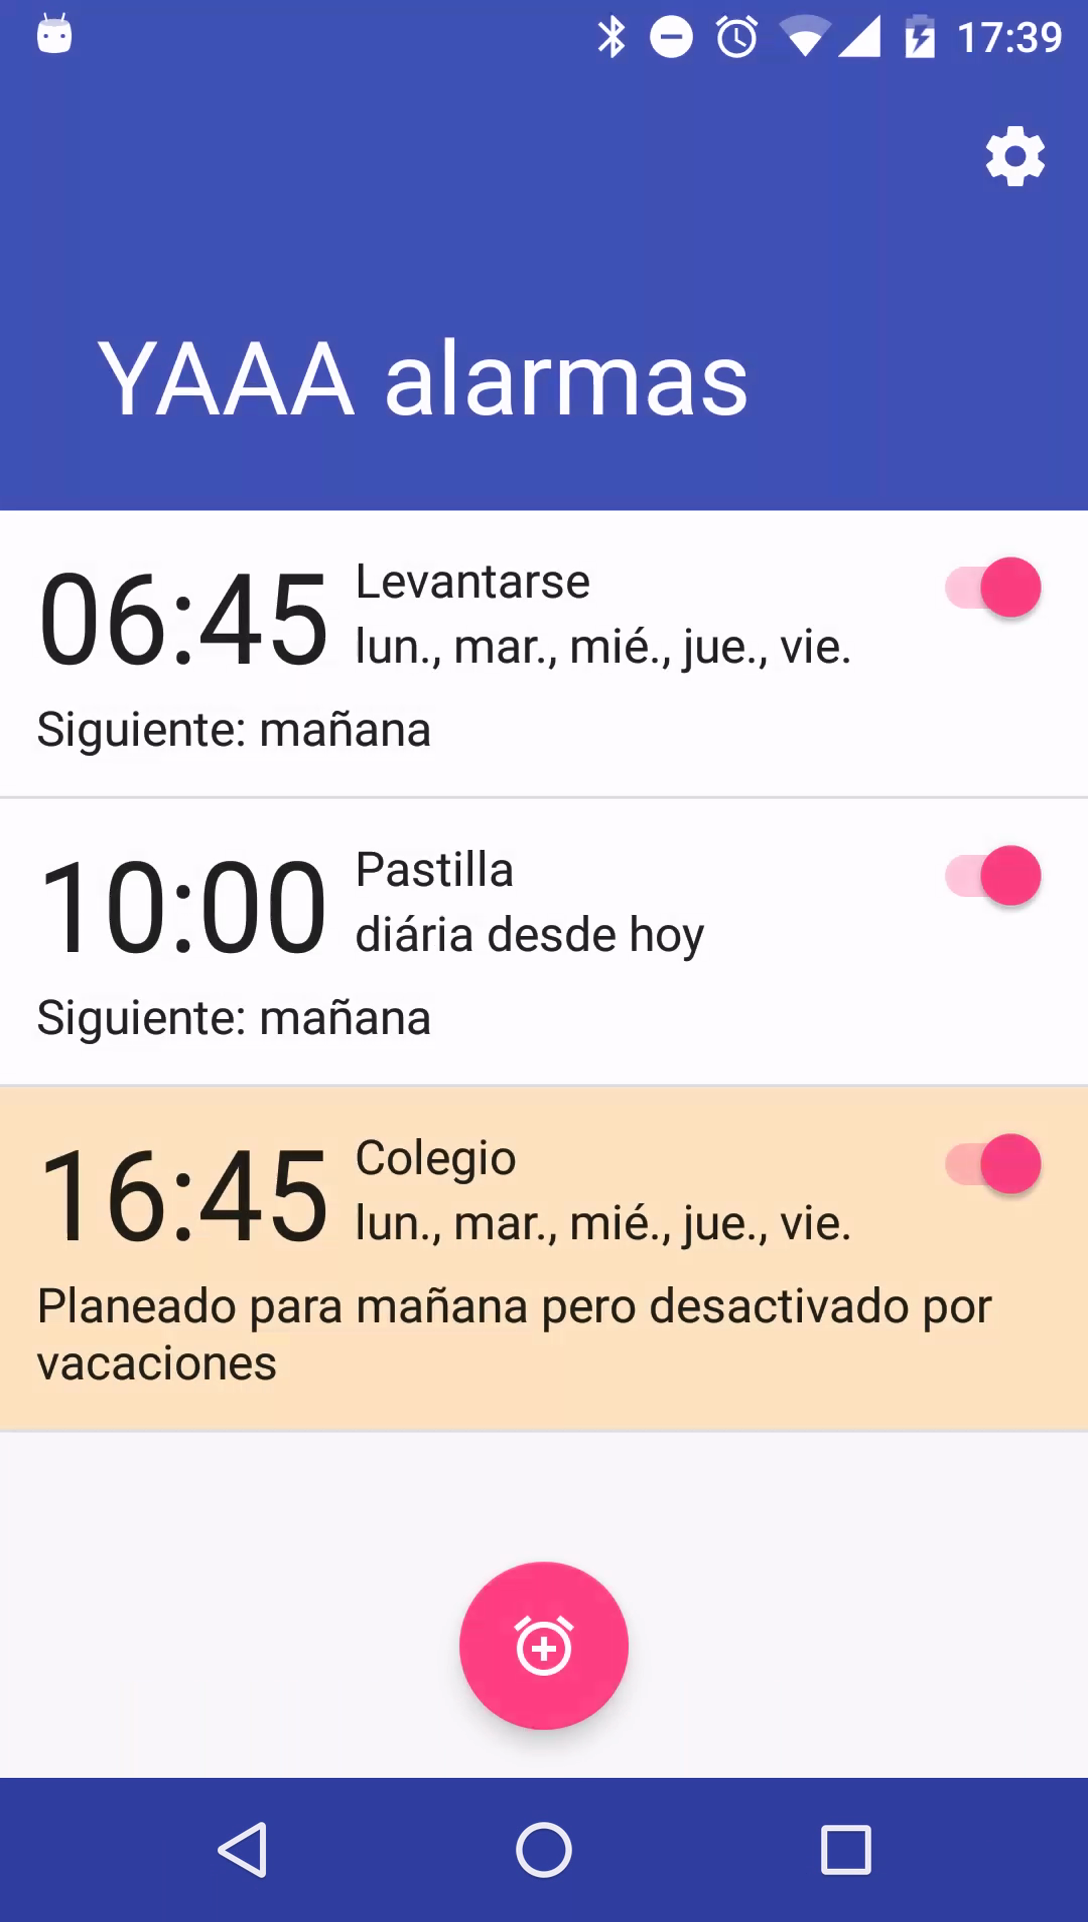 17:39
YAAA alarmas
06:45
Levantarse
lun., mar., mié., jue., vie.
Siguiente: mañana
10:00
Pastilla
diária desde hoy
Siguiente: mañana
16:45
Colegio
lun., mar., mié., jue., vie.
Planeado para mañana pero desactivado por
vacaciones